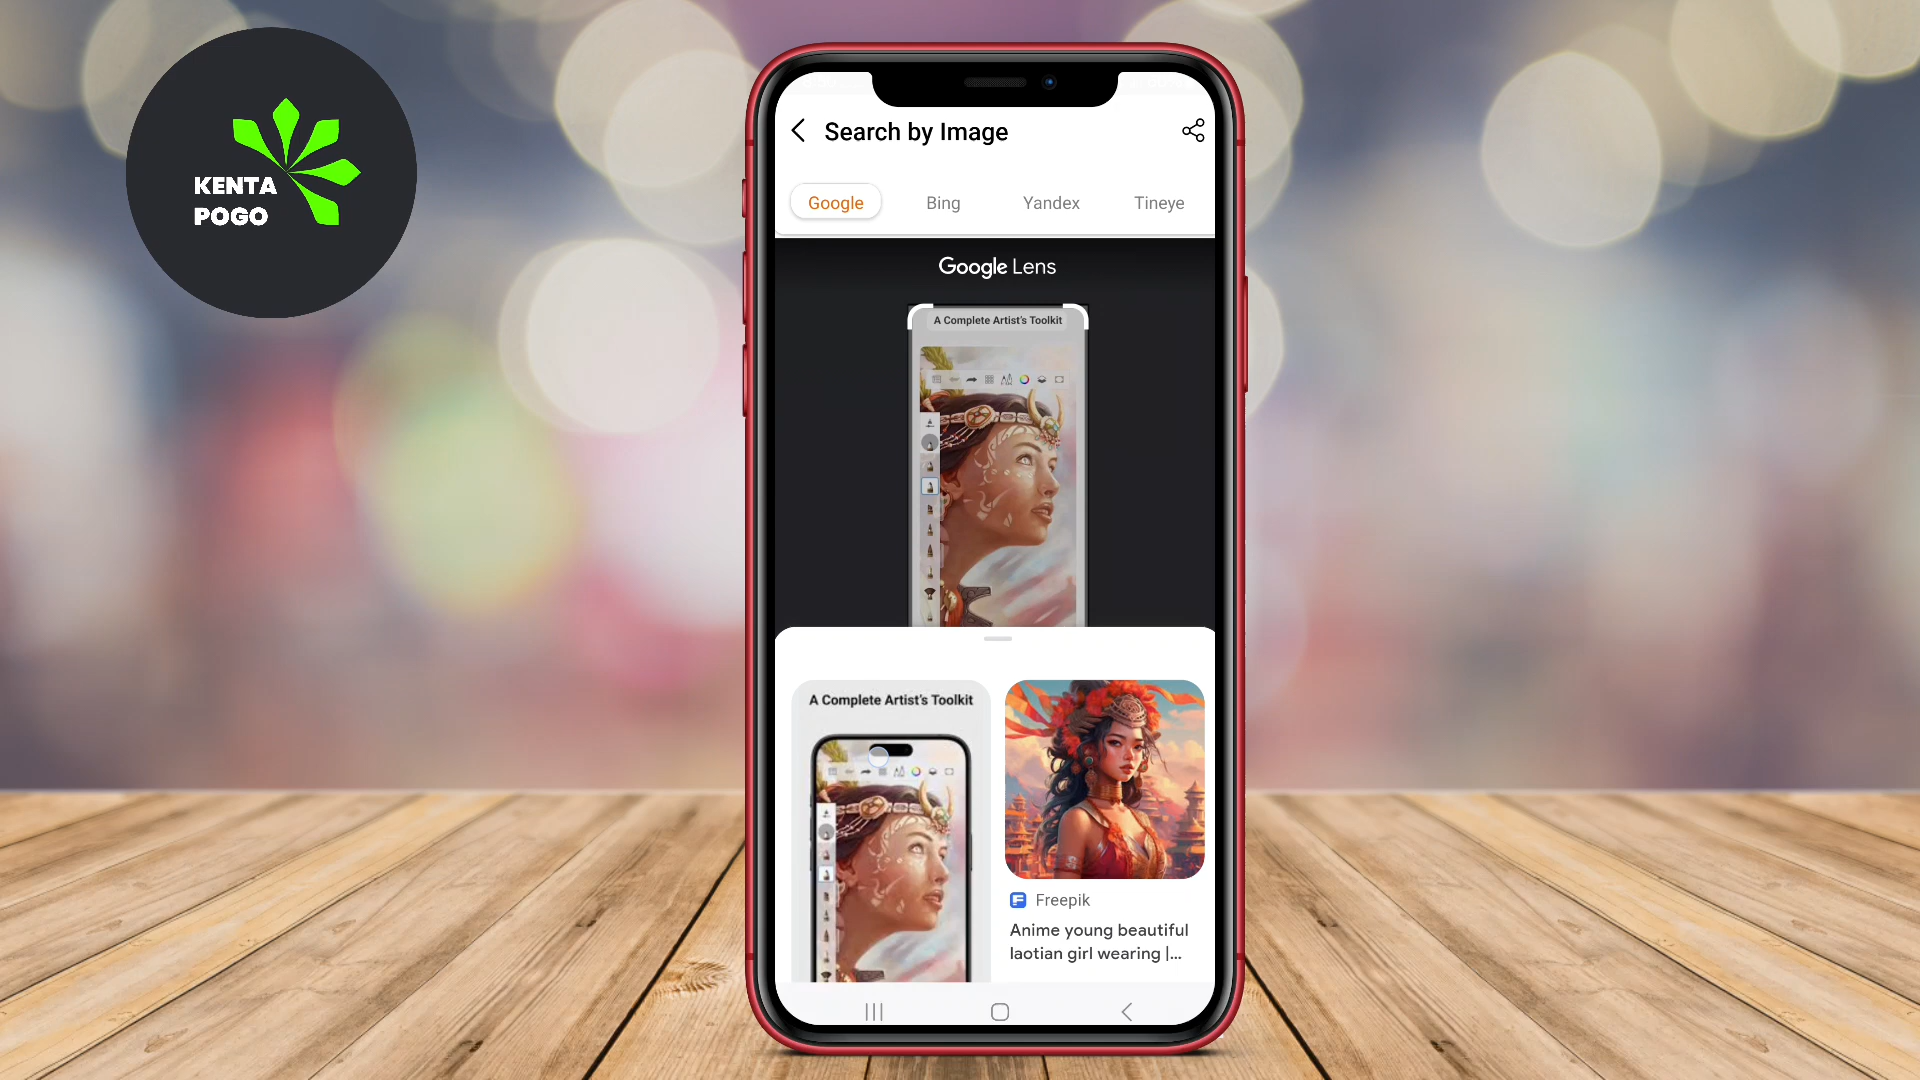 KENTA
POGO
Search by Image
Google
Bing
Yandex
Tineye
Google Lens
A Complete Artist's Toolkit
A Complete Artist's Toolkit
Freepik
Anime young beautiful
laotian girl wearing |...